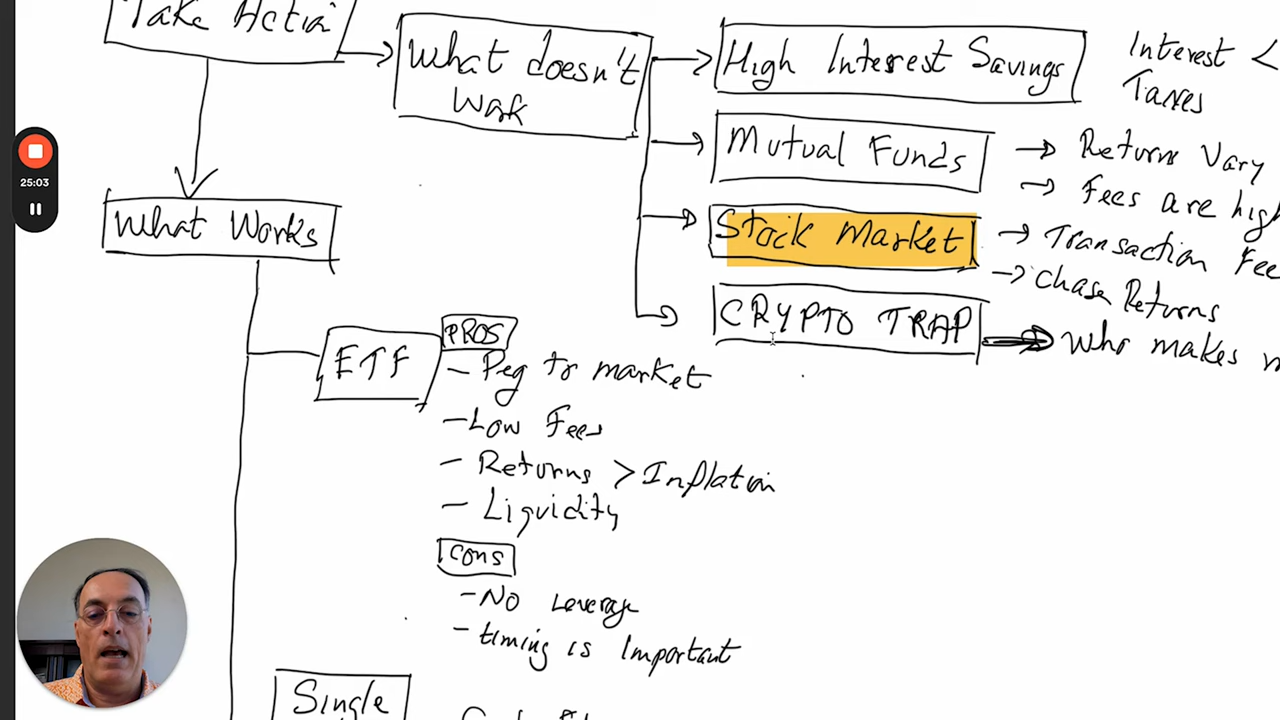 Take Action
What doesn't
Work
High Interest Savings
Interest <
Taxes
Mutual Funds
→ Returns Vary
→ Fees are high
Stock Market
→ Transaction Fee
→ Chase Returns
CRYPTO TRAP
Who makes
25:03
What Works
ETF
PROS
- Peg to market
- Low Fees
- Returns > Inflation
- Liquidity
Cons
- No Leverage
- timing is Important
Single